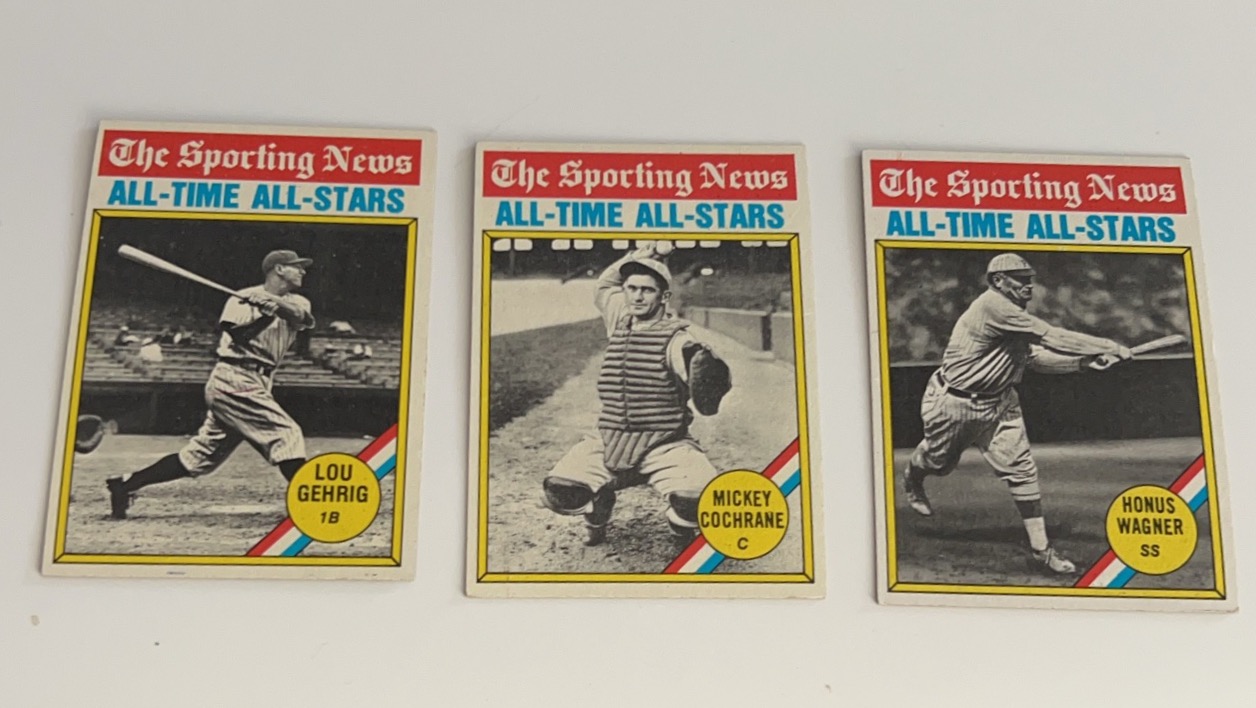 The Sporting News
ALL-TIME ALL-STARS
LOU
GEHRIG
1B
The Sporting News
ALL-TIME ALL-STARS
MICKEY
COCHRANE
C
The Sporting News
ALL-TIME ALL-STARS
HONUS
WAGNER
SS